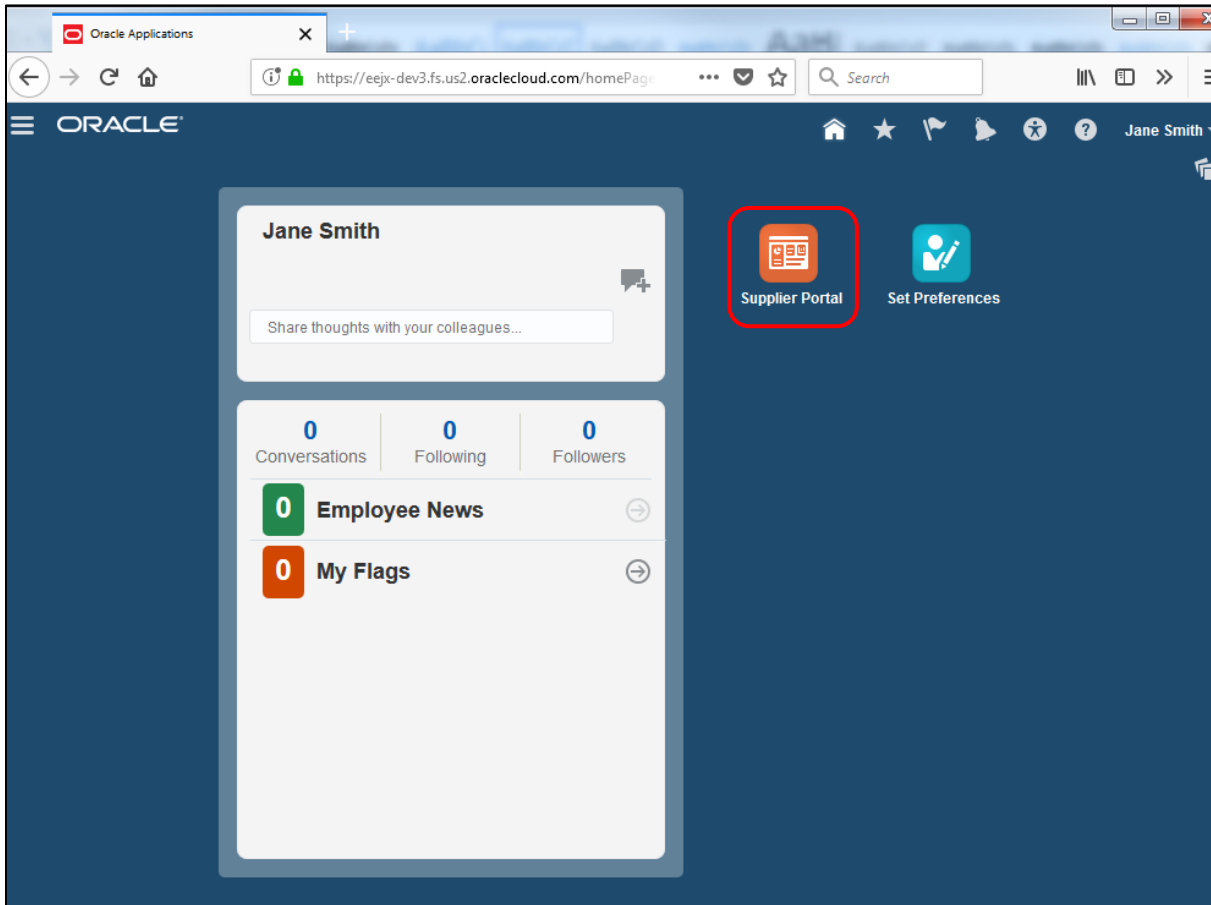 Oracle Applications
https://eejx-dev3.fs.us2.oraclecloud.com/homePage
Search
ORACLE
Jane Smith
Jane Smith
Share thoughts with your colleagues...
Supplier Portal
Set Preferences
0
Conversations
0
Following
0
Followers
0
Employee News
0
My Flags